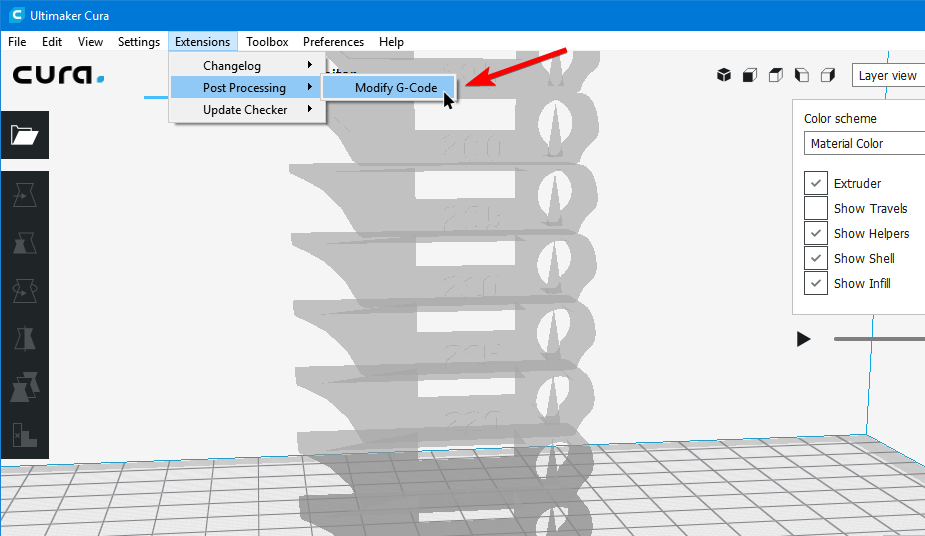 Ultimaker Cura
File Edit View Settings Extensions Toolbox Preferences Help
cura.
Changelog
Post Processing
Update Checker
Modify G-Code
Layer view
Color scheme
Material Color
Extruder
Show Travels
Show Helpers
Show Shell
Show Infill
200
205
210
215
220